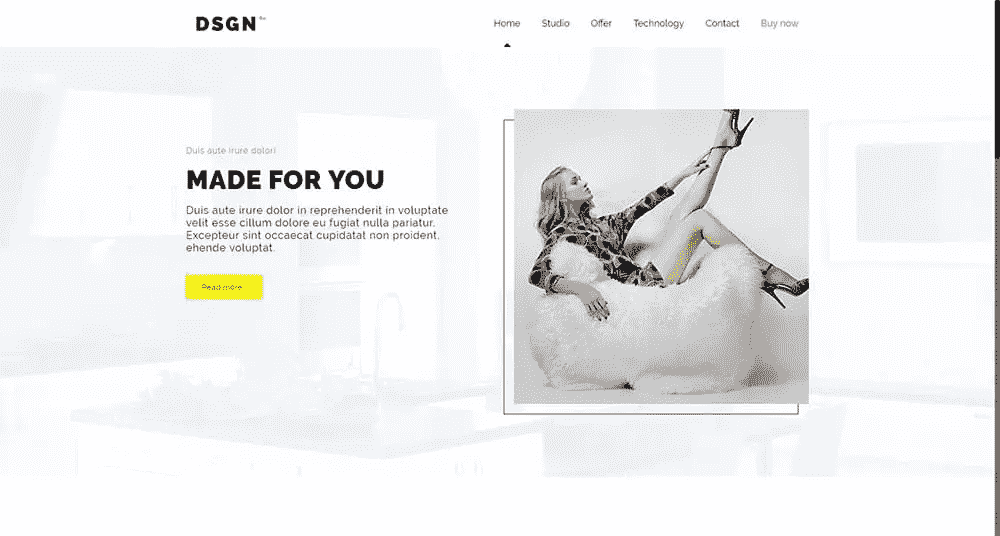 DSGN
Home Studio Offer Technology Contact Buy now
Duis aute irure dolori
MADE FOR YOU
Duis aute irure dolor in reprehenderit in voluptate
velit esse cillum dolore eu fugiat nulla pariatur.
Excepteur sint occaecat cupidatat non proident.
ehende voluptat.
Read more